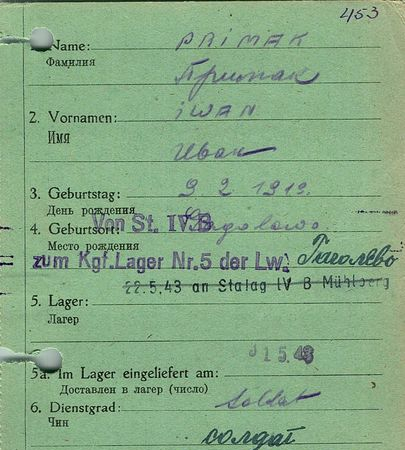 453
Name: PRIMAK
Фамилия Примак
2. Vornamen: IWAN
Имя Иван
3. Geburtstag: 9 2 1919.
День рождения
Von St. IV B
4. Geburtsort:
Место рождения
zum Kgf. Lager Nr. 5 der Lw.
22.5.43 an Stalag IV B Mühlberg
5. Lager:
Лагерь
5a. Im Lager eingeliefert am: 1 5. 43
Доставлен в лагерь (число)
6. Dienstgrad: Soldat
Чин солдат